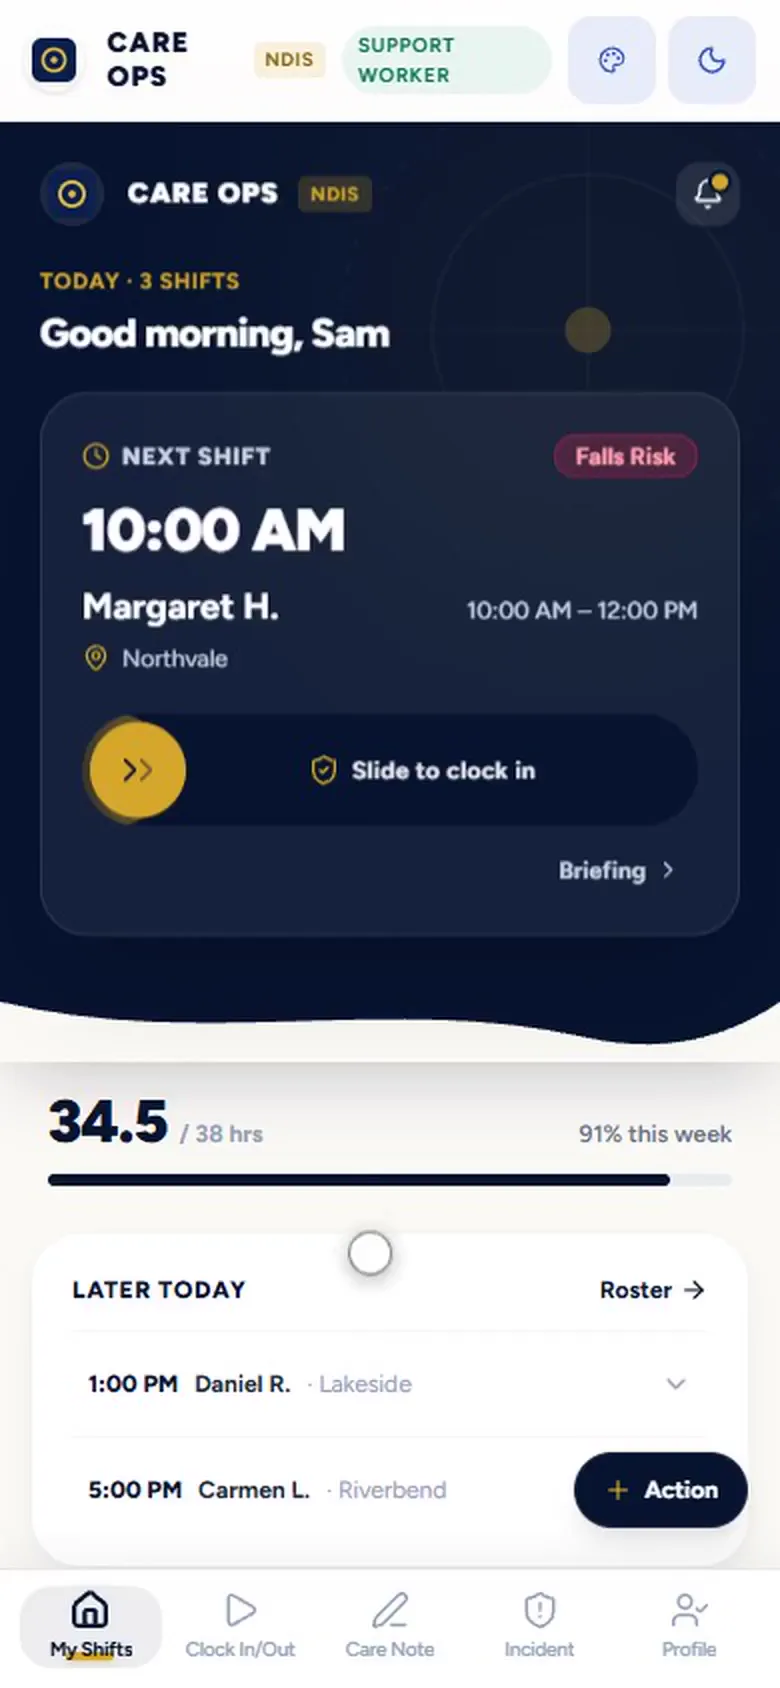 CARE OPS
NDIS
SUPPORT WORKER
CARE OPS NDIS
TODAY · 3 SHIFTS
Good morning, Sam
NEXT SHIFT
Falls Risk
10:00 AM
Margaret H.
10:00 AM – 12:00 PM
Northvale
Slide to clock in
Briefing
34.5 / 38 hrs
91% this week
LATER TODAY
Roster
1:00 PM Daniel R. · Lakeside
5:00 PM Carmen L. · Riverbend
Action
My Shifts
Clock In/Out
Care Note
Incident
Profile